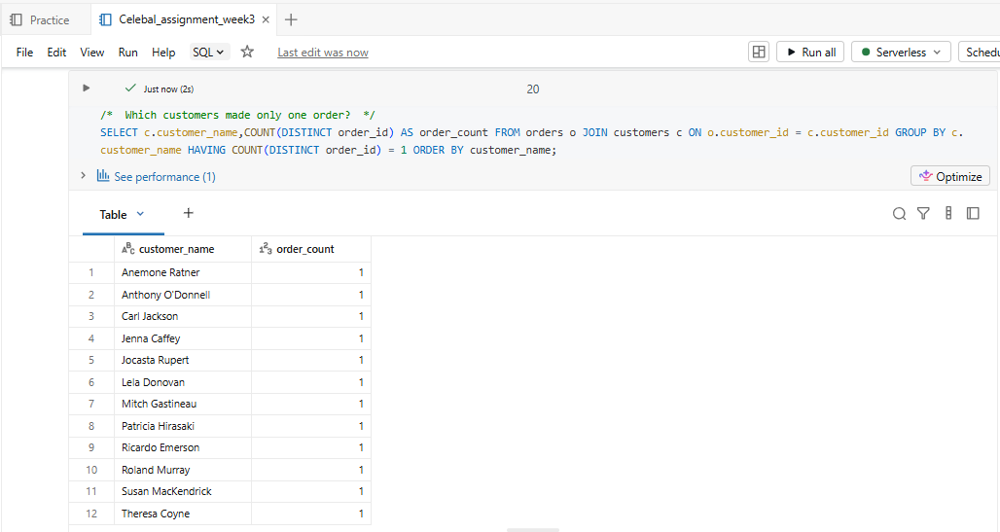 Practice
Celebal_assignment_week3
File Edit View Run Help SQL Last edit was now Run all Serverless Schedu
Just now (2s) 20
/* Which customers made only one order? */
SELECT c.customer_name,COUNT(DISTINCT order_id) AS order_count FROM orders o JOIN customers c ON o.customer_id = c.customer_id GROUP BY c.
customer_name HAVING COUNT(DISTINCT order_id) = 1 ORDER BY customer_name;
See performance (1) Optimize
Table
customer_name order_count
1 Anemone Ratner 1
2 Anthony O'Donnell 1
3 Carl Jackson 1
4 Jenna Caffey 1
5 Jocasta Rupert 1
6 Lela Donovan 1
7 Mitch Gastineau 1
8 Patricia Hirasaki 1
9 Ricardo Emerson 1
10 Roland Murray 1
11 Susan MacKendrick 1
12 Theresa Coyne 1